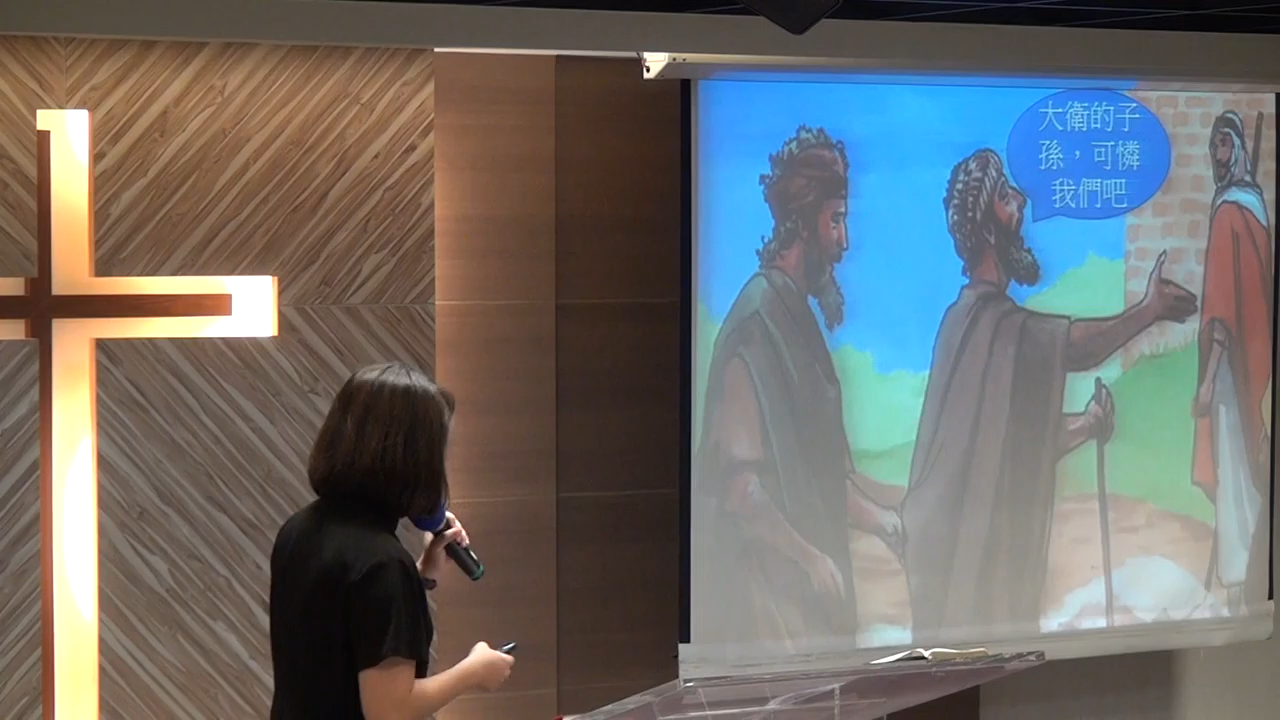 大衛的子
孫，可憐
我們吧